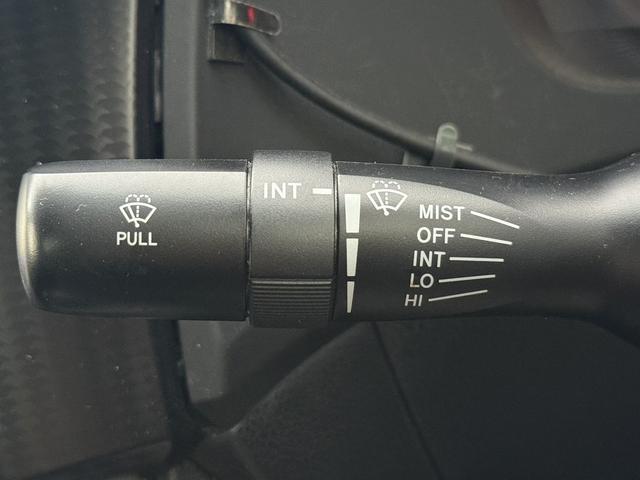 PULL
INT
MIST
OFF
INT
LO
HI